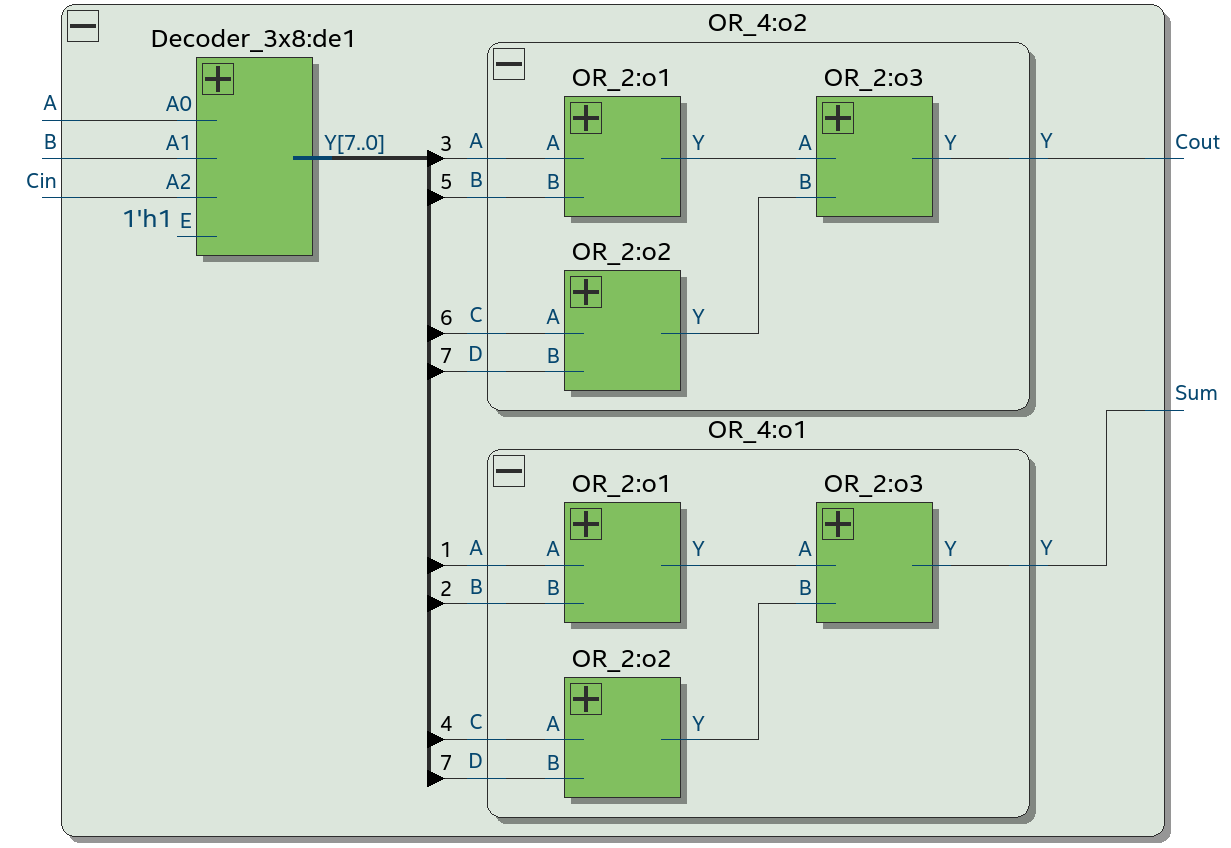 OR_4:o2
Decoder_3x8:de1
OR_2:o1 OR_2:o3
A A0
B A1 Y[7..0] 3 A A Y A Y Y Cout
Cin A2 5 B B B
1'h1 E
OR_2:o2
6 C A Y
7 D B
Sum
OR_4:o1
OR_2:o1 OR_2:o3
1 A A Y A Y Y
2 B B B
OR_2:o2
4 C A Y
7 D B